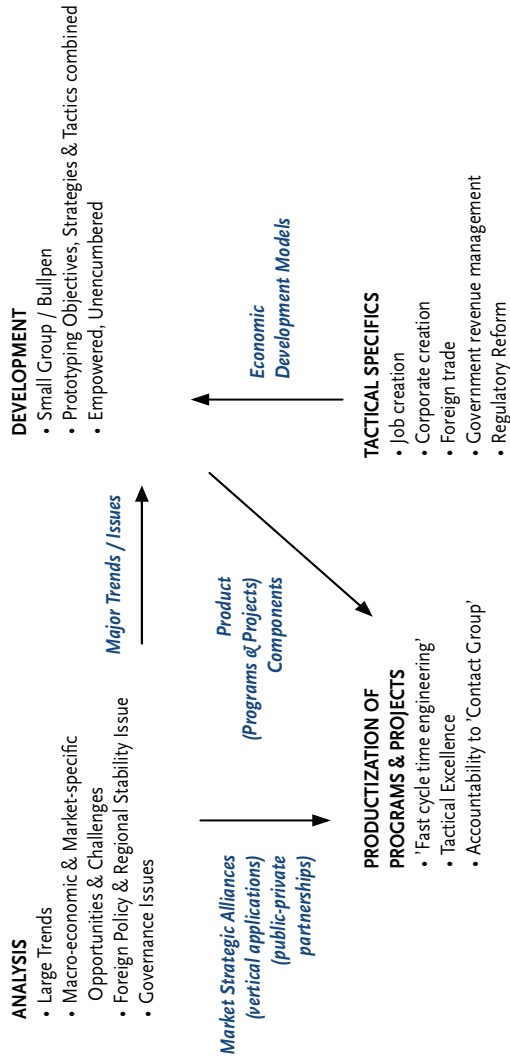 ANALYSIS
• Large Trends
• Macro-economic & Market-specific
Opportunities & Challenges
• Foreign Policy & Regional Stability Issue
• Governance Issues
Major Trends / Issues
DEVELOPMENT
• Small Group / Bullpen
• Prototyping Objectives, Strategies & Tactics combined
• Empowered, Unencumbered
Market Strategic Alliances
(vertical applications)
(public-private
partnerships)
Product
(Programs & Projects)
Components
Economic
Development Models
PRODUCTIZATION OF
PROGRAMS & PROJECTS
• 'Fast cycle time engineering'
• Tactical Excellence
• Accountability to 'Contact Group'
TACTICAL SPECIFICS
• Job creation
• Corporate creation
• Foreign trade
• Government revenue management
• Regulatory Reform